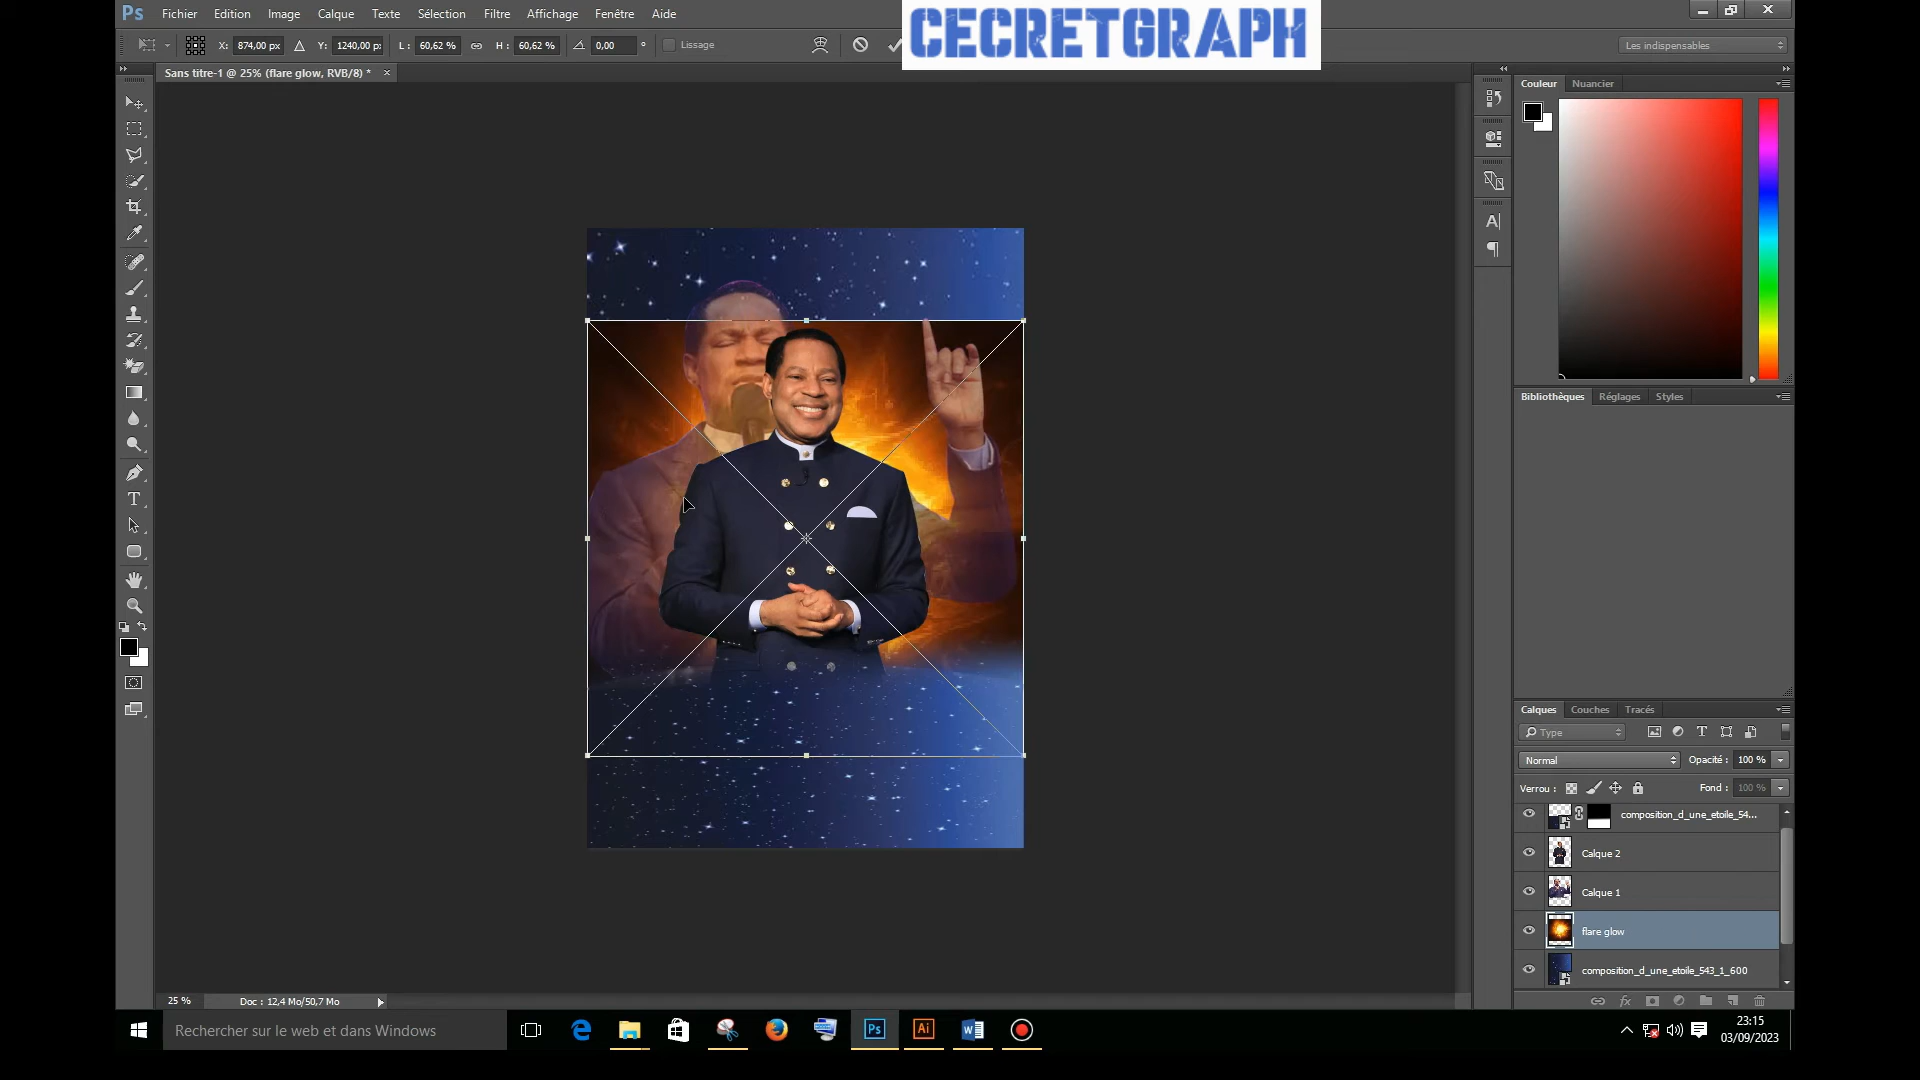 Ps Fichier Edition Image Calque Texte Sélection Filtre Affichage Fenêtre Aide
CECRETGRAPH
X: 874,00 px Y: 1240,00 px L: 60,62 % H: 60,62 % 0,00 ° Lissage
Les indispensables
Sans titre-1 @ 25% (flare glow, RVB/8) *
Couleur Nuancier
Bibliothèques Réglages Styles
Calques Couches Tracés
Type
Normal Opacité : 100 %
Verrou : Fond : 100 %
composition_d_une_etoile_54...
Calque 2
Calque 1
flare glow
composition_d_une_etoile_543_1_600
25 % Doc : 12,4 Mo/50,7 Mo
Rechercher sur le web et dans Windows
Ps Ai
23:15
03/09/2023